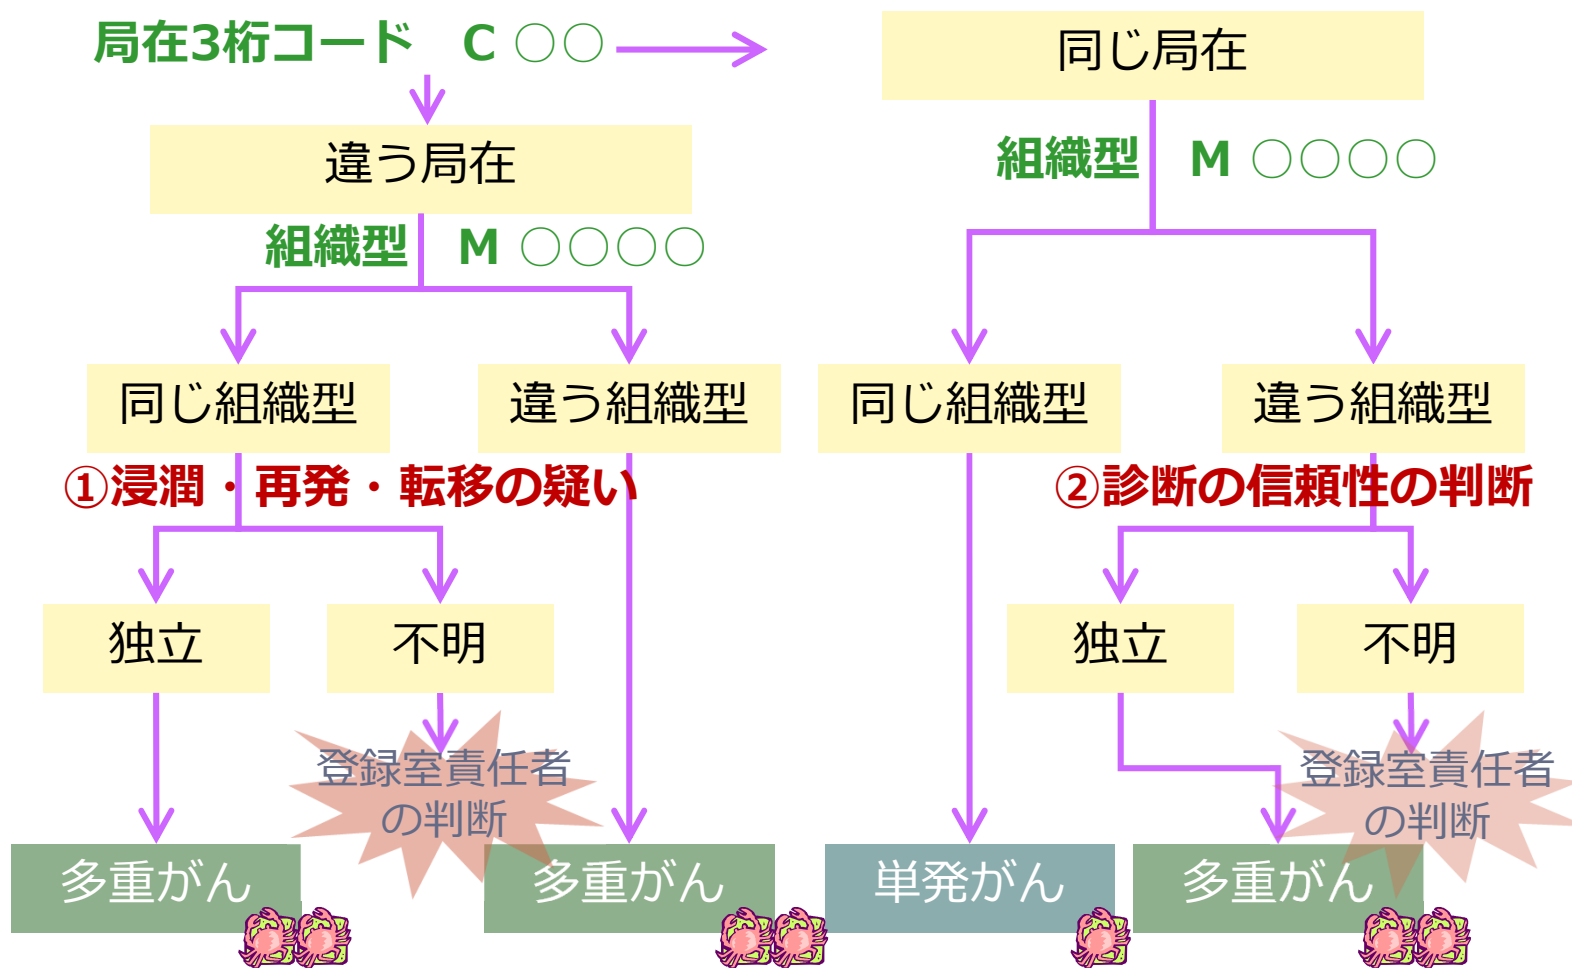 局在3桁コード　C ○○
同じ局在
組織型　M ○○○○
違う局在
組織型　M ○○○○
同じ組織型
違う組織型
同じ組織型
違う組織型
①浸潤・再発・転移の疑い
②診断の信頼性の判断
独立
不明
独立
不明
登録室責任者
の判断
登録室責任者
の判断
多重がん
多重がん
単発がん
多重がん